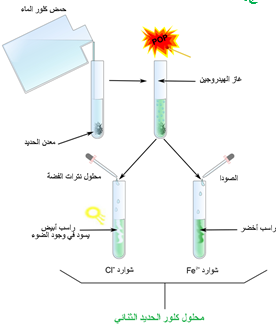 ج.
حمض كلور الماء
POP
غاز الهيدروجين
معدن الحديد
محلول نترات الفضة
الصودا
راسب أبيض
يسود في وجود الضوء
راسب أخضر
شوارد Cl⁻
شوارد Fe²⁺
محلول كلور الحديد الثنائي